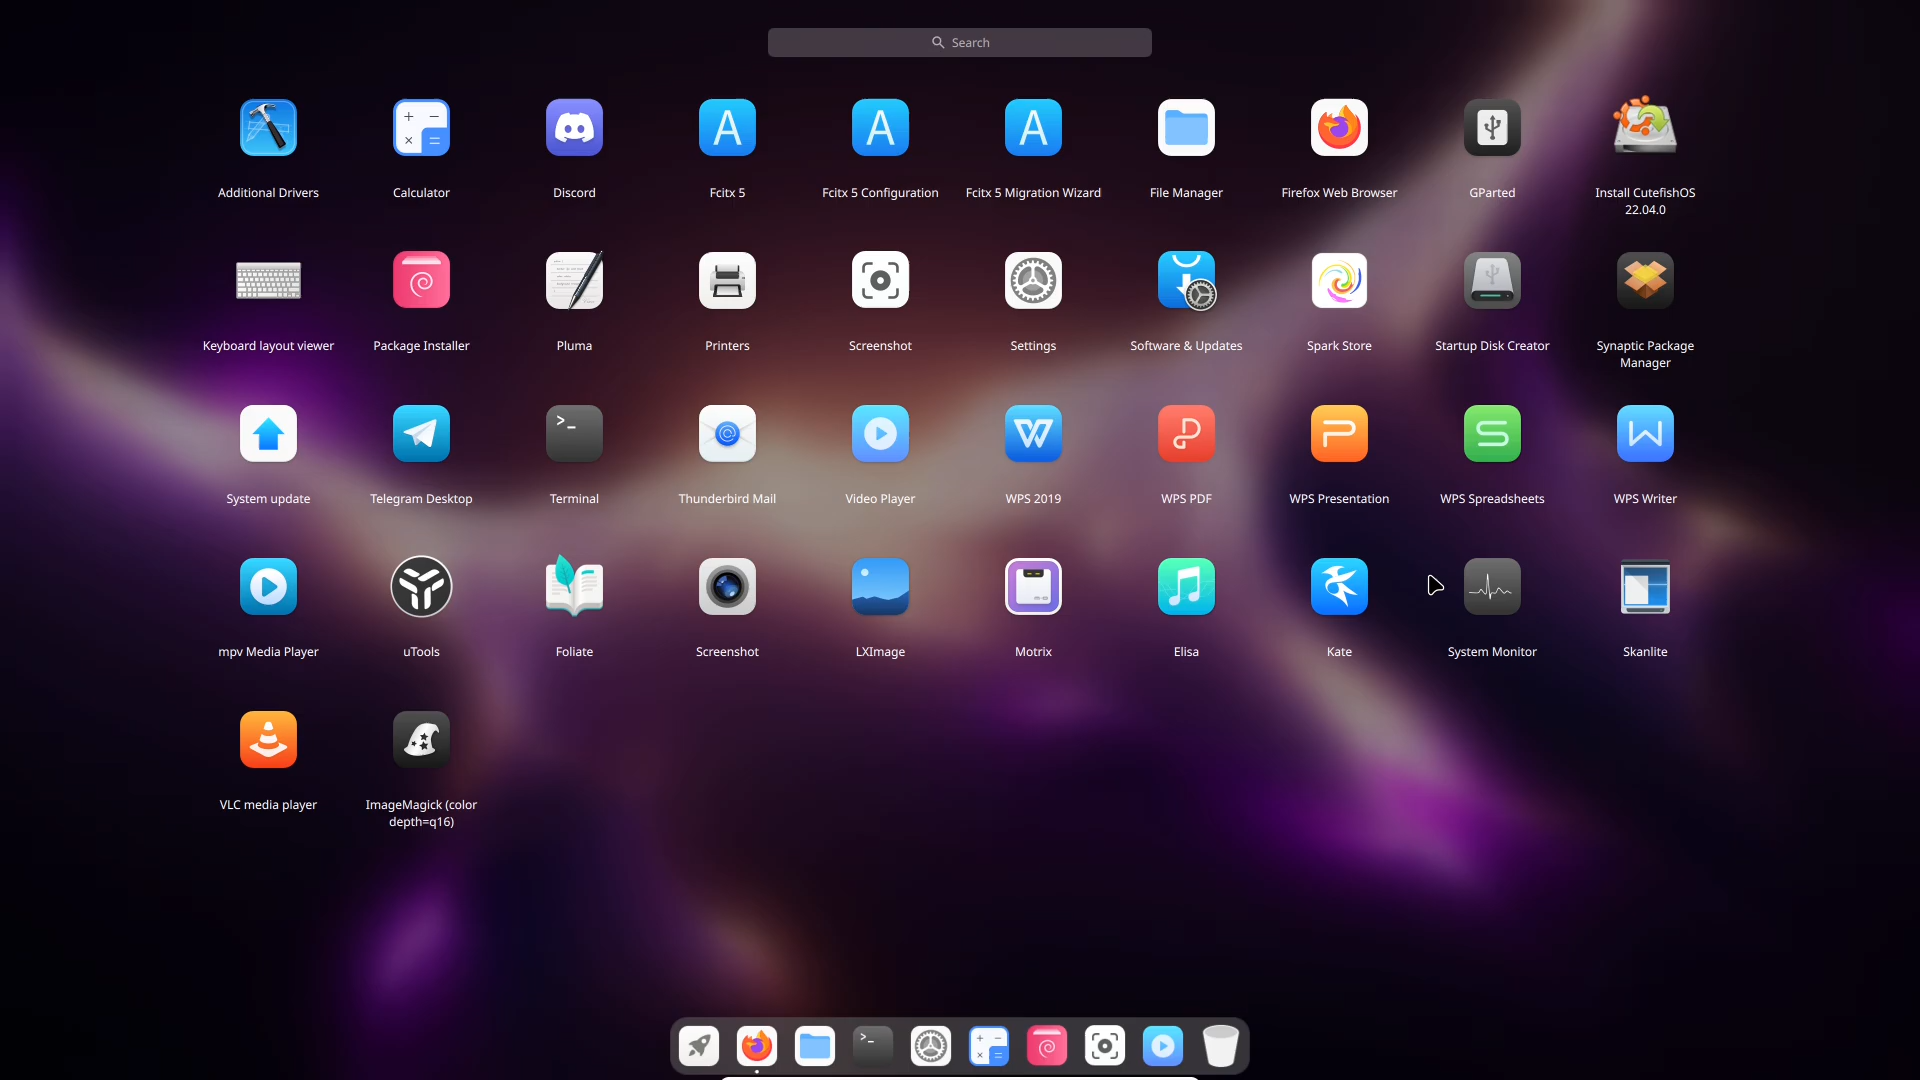 Search
Additional Drivers
Calculator
Discord
Fcitx 5
Fcitx 5 Configuration
Fcitx 5 Migration Wizard
File Manager
Firefox Web Browser
GParted
Install CutefishOS
22.04.0
Keyboard layout viewer
Package Installer
Pluma
Printers
Screenshot
Settings
Software & Updates
Spark Store
Startup Disk Creator
Synaptic Package
Manager
System update
Telegram Desktop
Terminal
Thunderbird Mail
Video Player
WPS 2019
WPS PDF
WPS Presentation
WPS Spreadsheets
WPS Writer
mpv Media Player
uTools
Foliate
Screenshot
LXImage
Motrix
Elisa
Kate
System Monitor
Skanlite
VLC media player
ImageMagick (color
depth=q16)